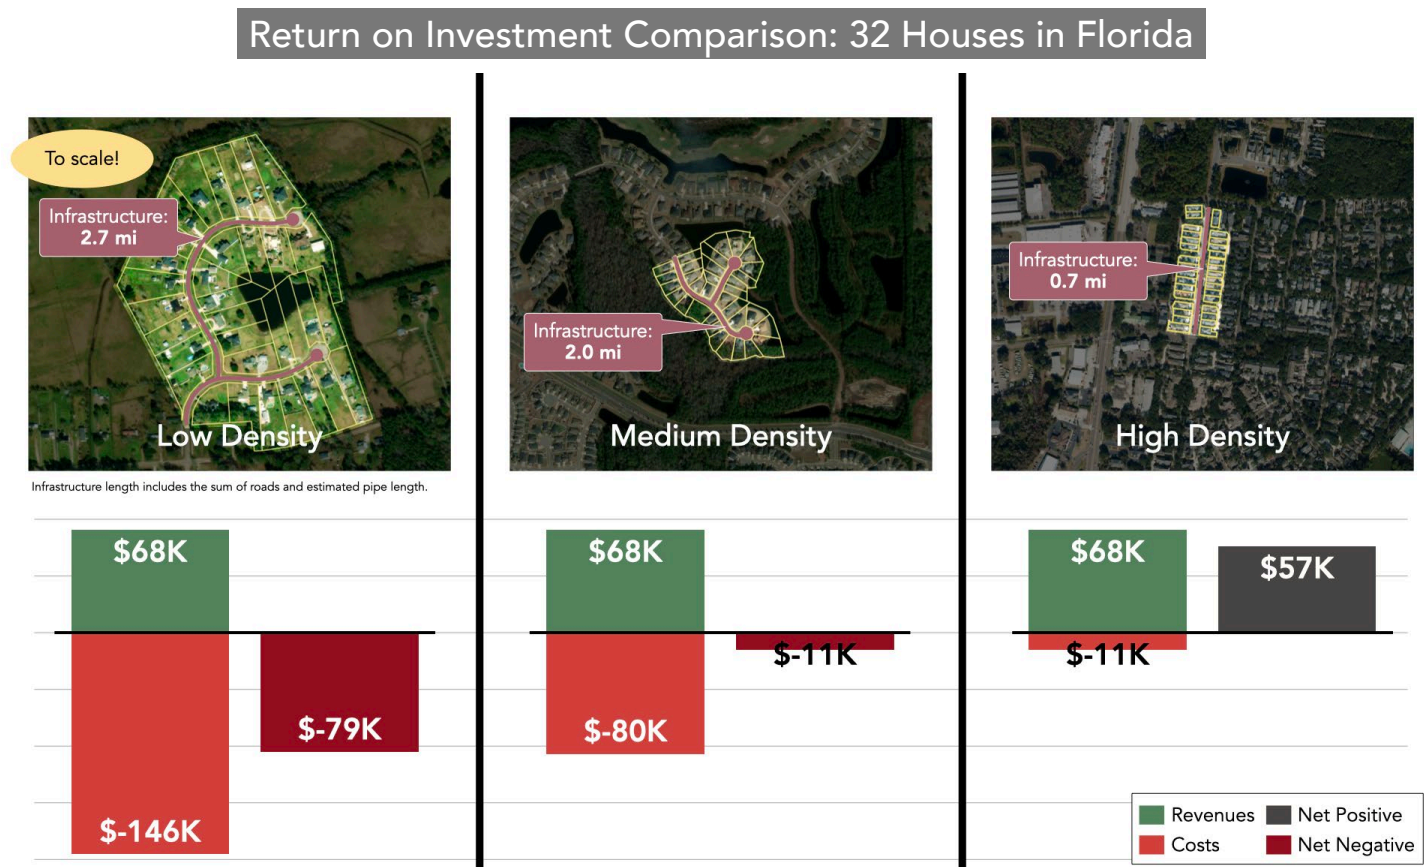 Return on Investment Comparison: 32 Houses in Florida
To scale!
Infrastructure:
2.7 mi
Low Density
Infrastructure length includes the sum of roads and estimated pipe length.
Infrastructure:
2.0 mi
Medium Density
Infrastructure:
0.7 mi
High Density
$68K
$-146K
$-79K
$68K
$-80K
$-11K
$68K
$-11K
$57K
Revenues
Net Positive
Costs
Net Negative